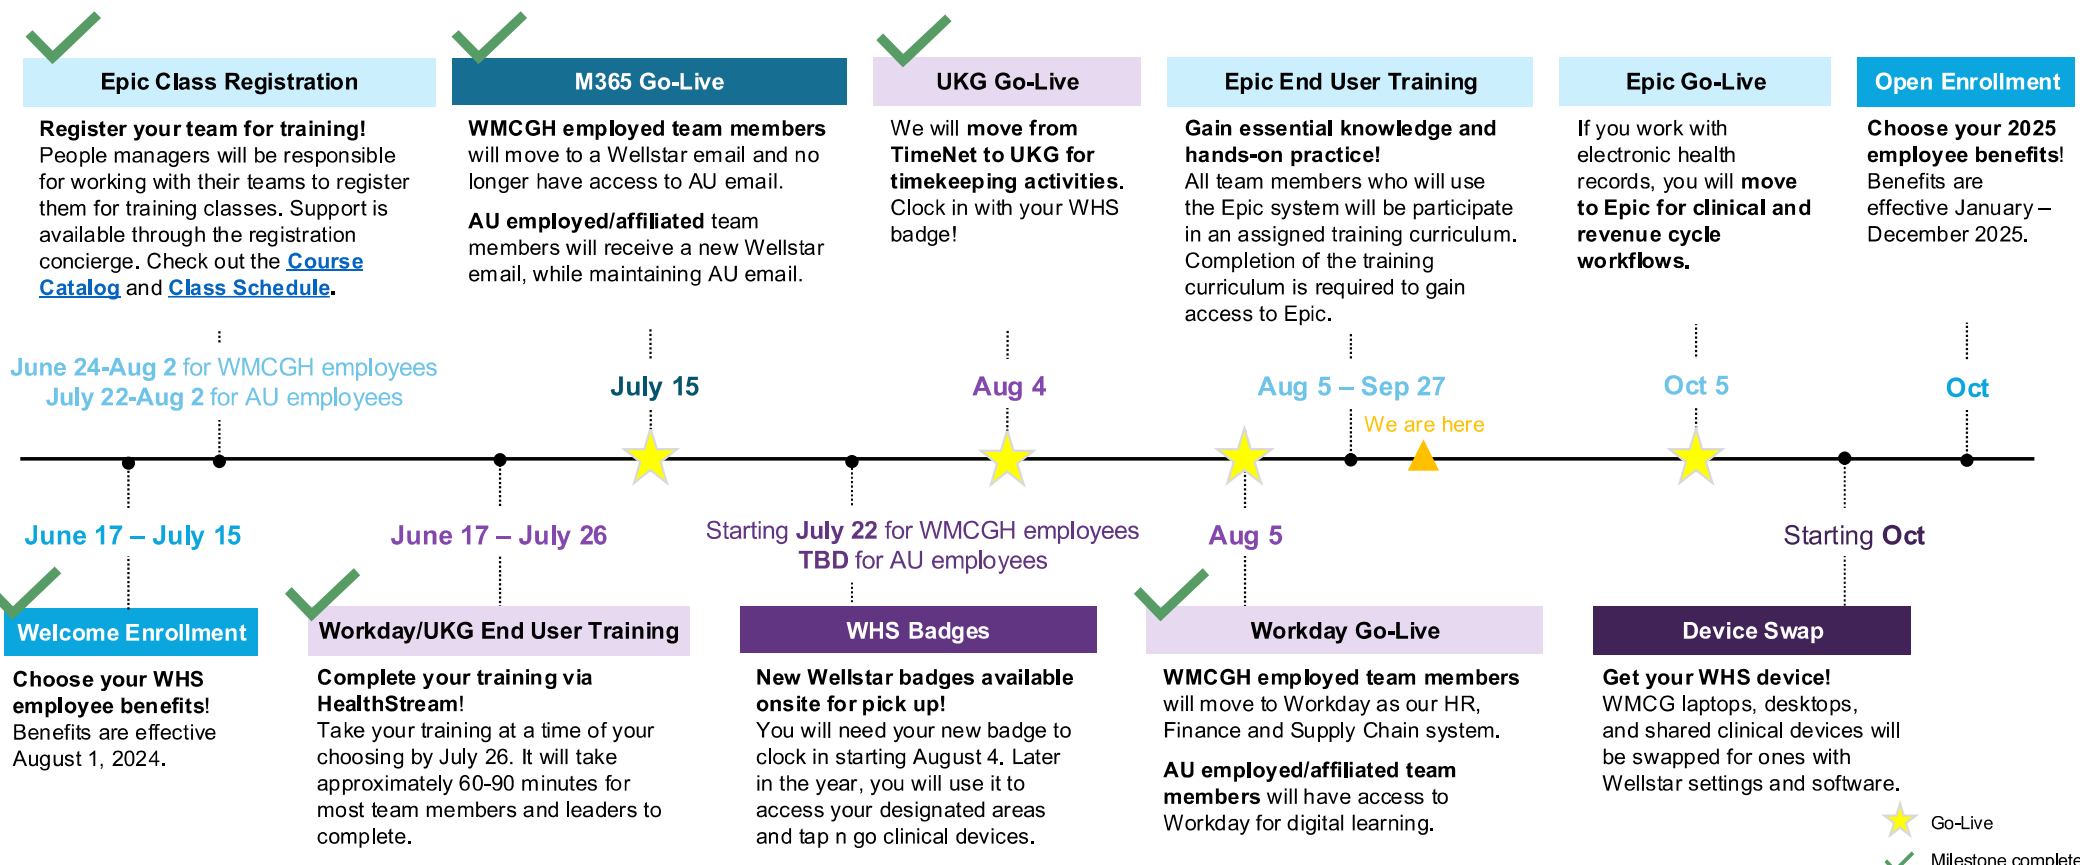 Epic Class Registration
Register your team for training!
People managers will be responsible
for working with their teams to register
them for training classes. Support is
available through the registration
concierge. Check out the Course
Catalog and Class Schedule.
June 24-Aug 2 for WMCGH employees
July 22-Aug 2 for AU employees
M365 Go-Live
WMCGH employed team members
will move to a Wellstar email and no
longer have access to AU email.
AU employed/affiliated team
members will receive a new Wellstar
email, while maintaining AU email.
July 15
UKG Go-Live
We will move from
TimeNet to UKG for
timekeeping activities.
Clock in with your WHS
badge!
Aug 4
Epic End User Training
Gain essential knowledge and
hands-on practice!
All team members who will use
the Epic system will be participate
in an assigned training curriculum.
Completion of the training
curriculum is required to gain
access to Epic.
Aug 5 – Sep 27
We are here
Epic Go-Live
If you work with
electronic health
records, you will move
to Epic for clinical and
revenue cycle
workflows.
Oct 5
Open Enrollment
Choose your 2025
employee benefits!
Benefits are
effective January –
December 2025.
Oct
June 17 – July 15
Welcome Enrollment
Choose your WHS
employee benefits!
Benefits are effective
August 1, 2024.
June 17 – July 26
Workday/UKG End User Training
Complete your training via
HealthStream!
Take your training at a time of your
choosing by July 26. It will take
approximately 60-90 minutes for
most team members and leaders to
complete.
Starting July 22 for WMCGH employees
TBD for AU employees
WHS Badges
New Wellstar badges available
onsite for pick up!
You will need your new badge to
clock in starting August 4. Later
in the year, you will use it to
access your designated areas
and tap n go clinical devices.
Aug 5
Workday Go-Live
WMCGH employed team members
will move to Workday as our HR,
Finance and Supply Chain system.
AU employed/affiliated team
members will have access to
Workday for digital learning.
Starting Oct
Device Swap
Get your WHS device!
WMCG laptops, desktops,
and shared clinical devices will
be swapped for ones with
Wellstar settings and software.
Go-Live
Milestone complete